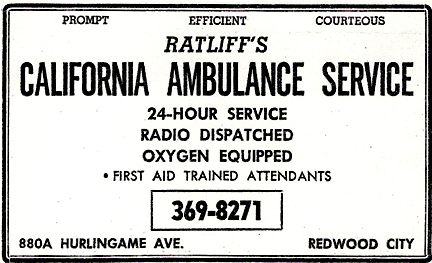 PROMPT EFFICIENT COURTEOUS
RATLIFF'S
CALIFORNIA AMBULANCE SERVICE
24-HOUR SERVICE
RADIO DISPATCHED
OXYGEN EQUIPPED
• FIRST AID TRAINED ATTENDANTS
369-8271
880A HURLINGAME AVE. REDWOOD CITY